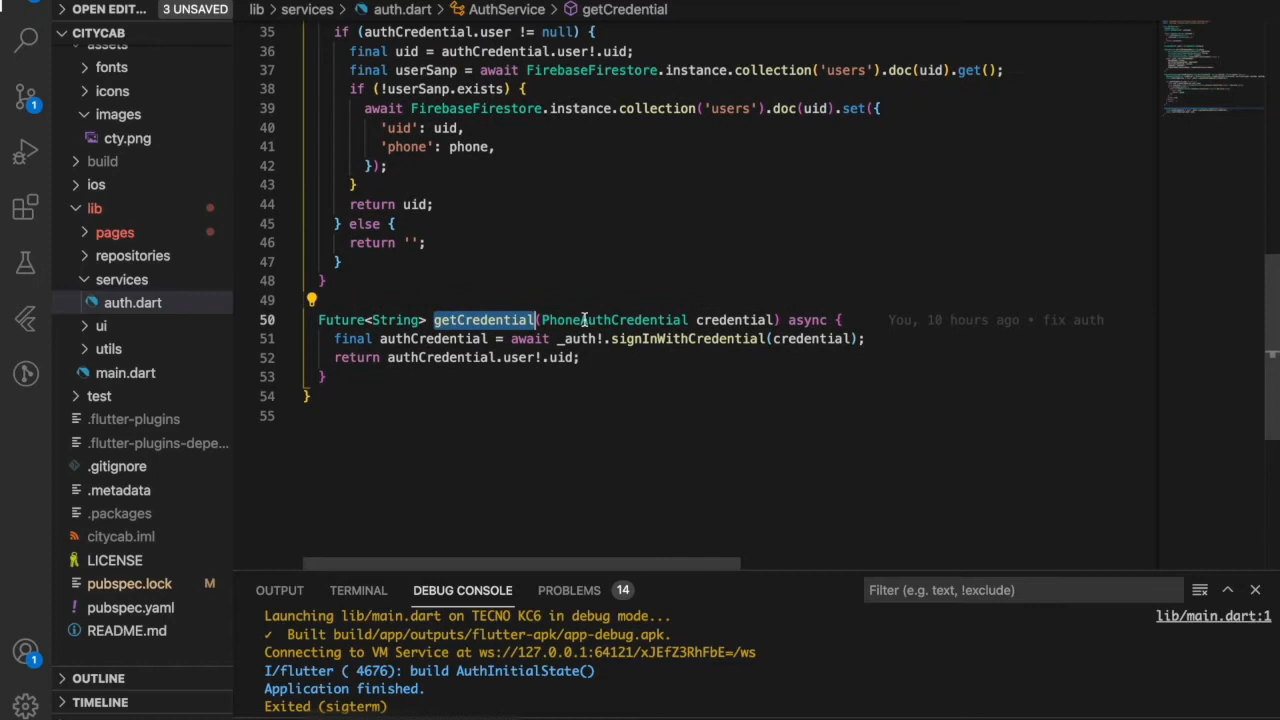 OPEN EDIT... 3 UNSAVED
CITYCAB
assets
fonts
icons
images
cty.png
build
ios
lib
pages
repositories
services
auth.dart
ui
utils
main.dart
test
.flutter-plugins
.flutter-plugins-depe...
.gitignore
.metadata
.packages
citycab.iml
LICENSE
pubspec.lock M
pubspec.yaml
README.md
OUTLINE
TIMELINE
1
1
lib > services > auth.dart > AuthService > getCredential
35 if (authCredential.user != null) {
36 final uid = authCredential.user!.uid;
37 final userSanp = await FirebaseFirestore.instance.collection('users').doc(uid).get();
38 if (!userSanp.exists) {
39 await FirebaseFirestore.instance.collection('users').doc(uid).set({
40 'uid': uid,
41 'phone': phone,
42 });
43 }
44 return uid;
45 } else {
46 return '';
47 }
48 }
49
50 Future<String> getCredential(PhoneAuthCredential credential) async { You, 10 hours ago • fix auth
51 final authCredential = await _auth!.signInWithCredential(credential);
52 return authCredential.user!.uid;
53 }
54 }
55
OUTPUT TERMINAL DEBUG CONSOLE PROBLEMS 14 Filter (e.g. text, !exclude)
Launching lib/main.dart on TECNO KC6 in debug mode... lib/main.dart:1
✓ Built build/app/outputs/flutter-apk/app-debug.apk.
Connecting to VM Service at ws://127.0.0.1:64121/xJEfZ3RhFbE=/ws
I/flutter ( 4676): build AuthInitialState()
Application finished.
Exited (sigterm)